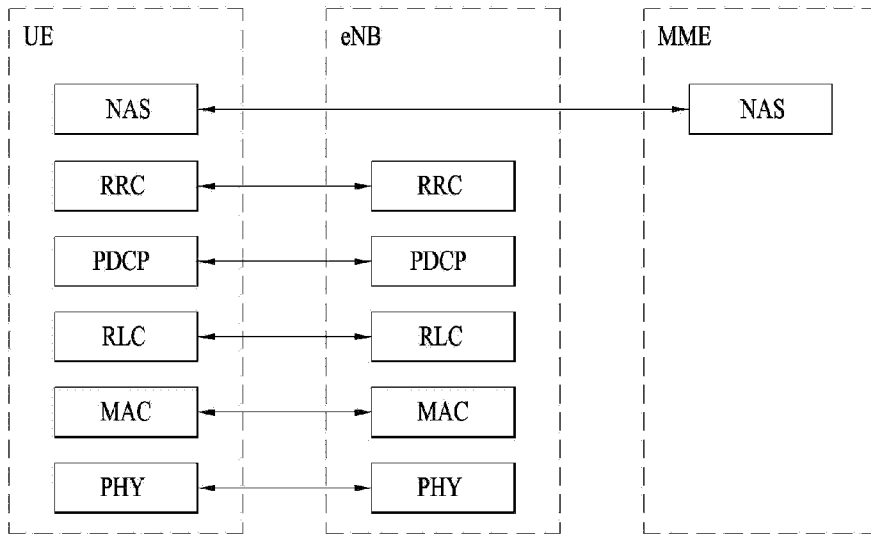 UE eNB MME
NAS NAS
RRC RRC
PDCP PDCP
RLC RLC
MAC MAC
PHY PHY